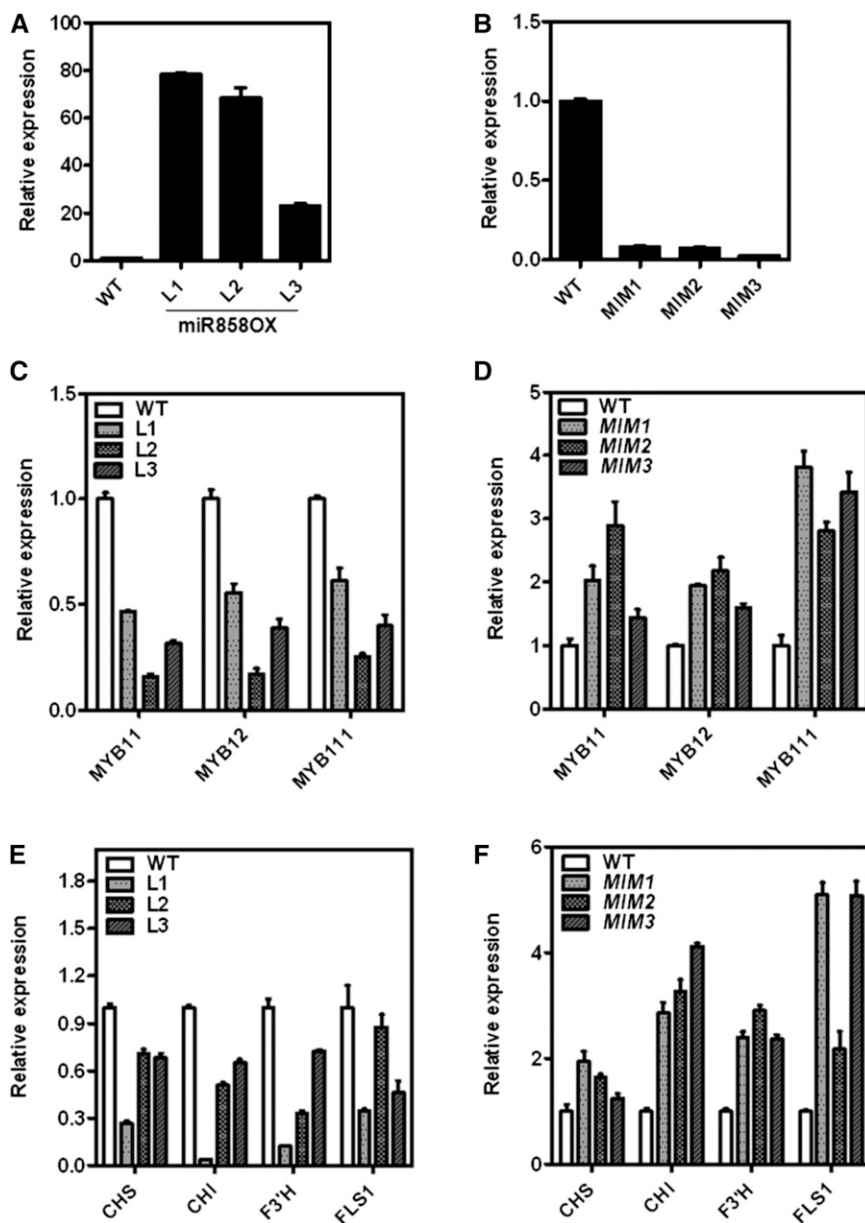 A
Relative expression
100
80
60
40
20
0
WT
L1
L2
L3
miR858OX
B
Relative expression
1.5
1.0
0.5
0.0
WT
MIM1
MIM2
MIM3
C
Relative expression
1.5
1.0
0.5
0.0
WT
L1
L2
L3
MYB11
MYB12
MYB111
D
Relative expression
5
4
3
2
1
0
WT
MIM1
MIM2
MIM3
MYB11
MYB12
MYB111
E
Relative expression
1.8
1.5
1.2
0.9
0.6
0.3
0.0
WT
L1
L2
L3
CHS
CHI
F3'H
FLS1
F
Relative expression
6
4
2
0
WT
MIM1
MIM2
MIM3
CHS
CHI
F3'H
FLS1